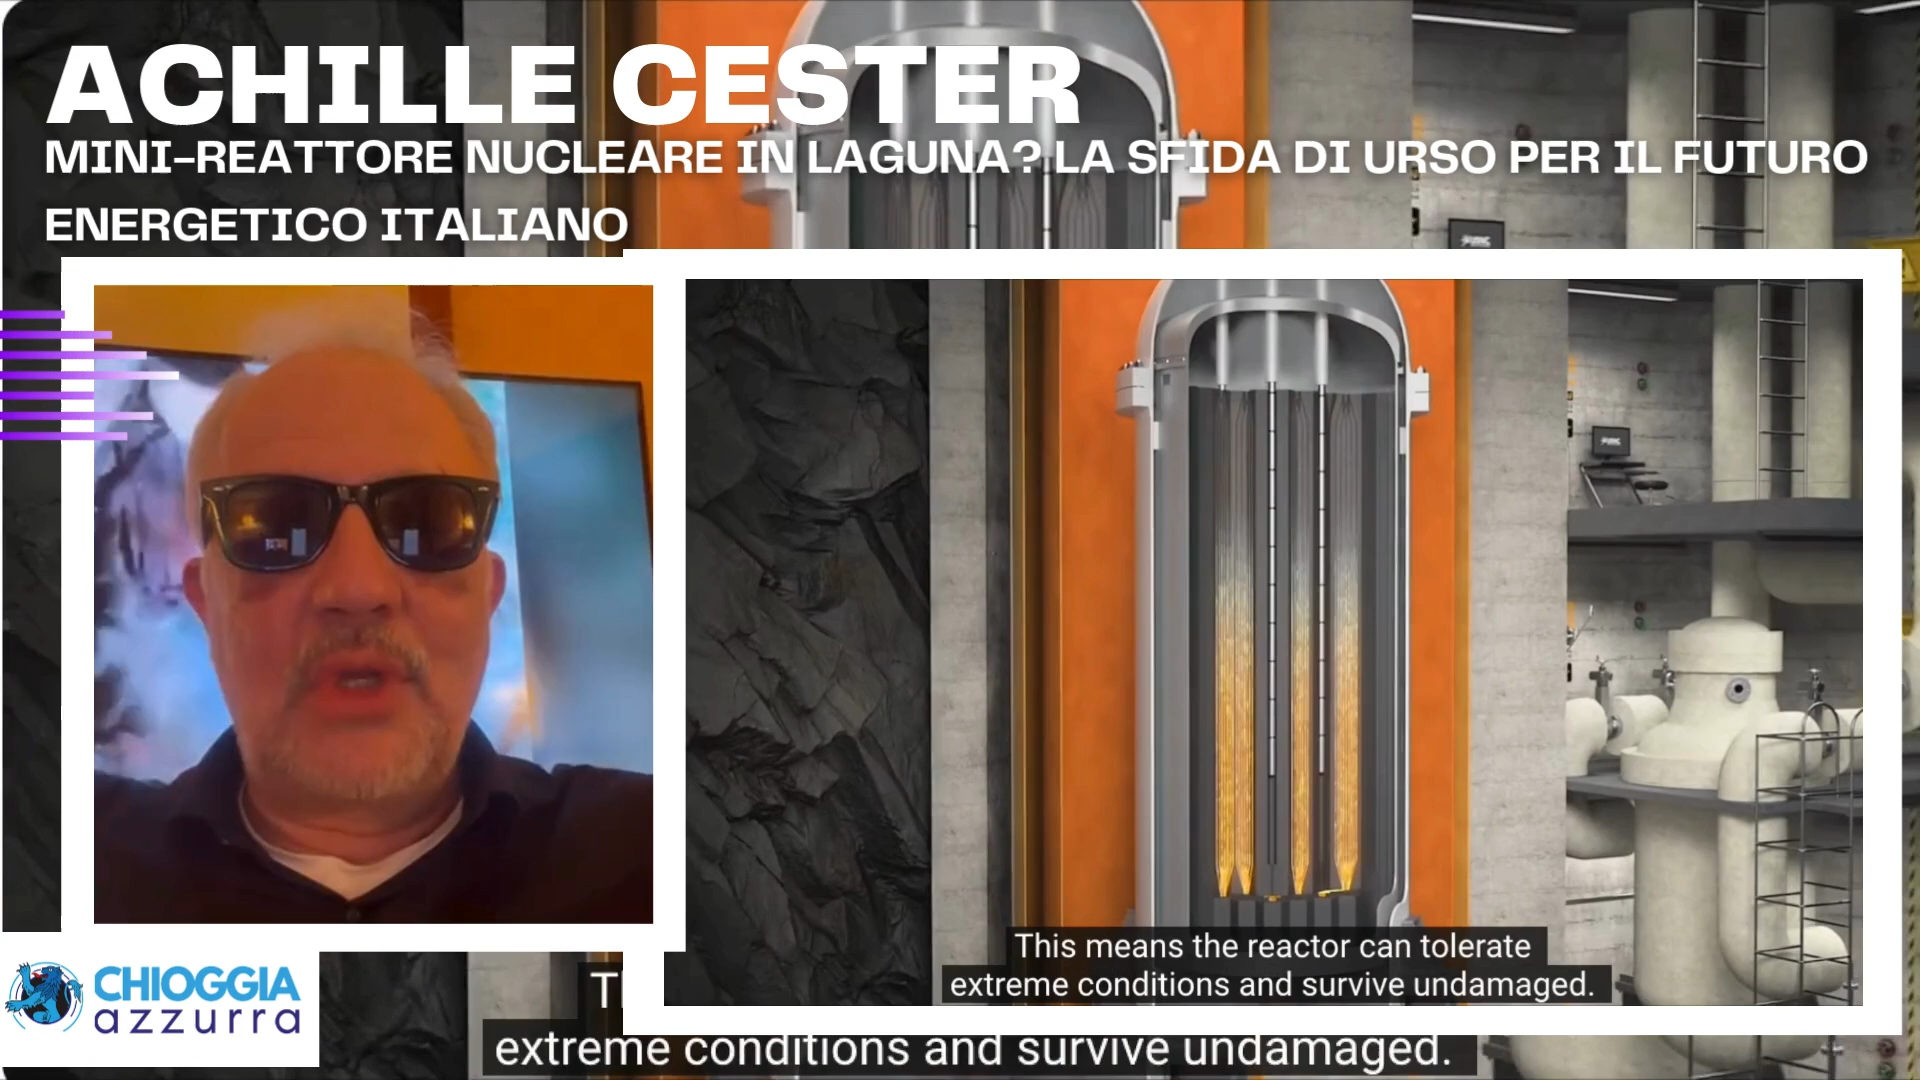 ACHILLE CESTER
MINI-REATTORE NUCLEARE IN LAGUNA? LA SFIDA DI URSO PER IL FUTURO
ENERGETICO ITALIANO
This means the reactor can tolerate
extreme conditions and survive undamaged.
CHIOGGIA
azzurra
Th
extreme conditions and survive undamaged.